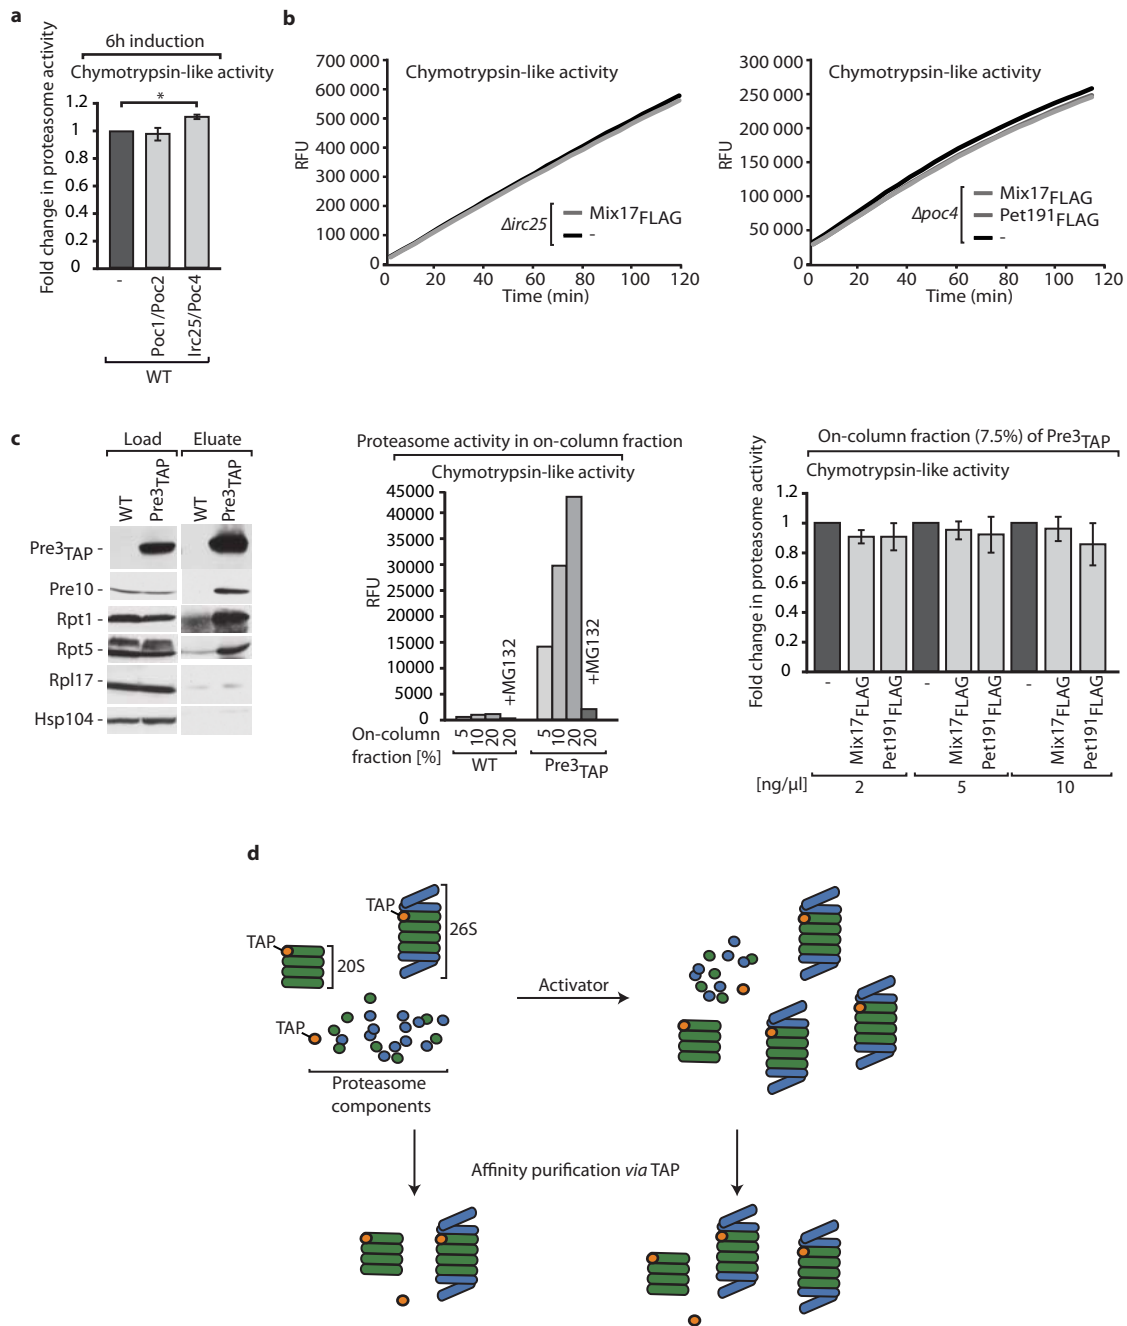 a
6h induction
Chymotrypsin-like activity
Fold change in proteasome activity
1.2
1
0.8
0.6
0.4
0.2
0
*
-
Poc1/Poc2
Irc25/Poc4
WT
b
Chymotrypsin-like activity
RFU
700 000
600 000
500 000
400 000
300 000
200 000
100 000
0
0 20 40 60 80 100 120
Time (min)
Δirc25
Mix17FLAG
-
Chymotrypsin-like activity
RFU
300 000
250 000
200 000
150 000
100 000
50 000
0
0 20 40 60 80 100 120
Time (min)
Δpoc4
Mix17FLAG
Pet191FLAG
-
c
Load Eluate
WT Pre3TAP WT Pre3TAP
Pre3TAP -
Pre10 -
Rpt1 -
Rpt5 -
Rpl17 -
Hsp104 -
Proteasome activity in on-column fraction
Chymotrypsin-like activity
RFU
45000
40000
35000
30000
25000
20000
15000
10000
5000
0
+MG132
+MG132
On-column fraction [%]
5 10 20 20 5 10 20 20
WT Pre3TAP
On-column fraction (7.5%) of Pre3TAP
Chymotrypsin-like activity
Fold change in proteasome activity
1.2
1
0.8
0.6
0.4
0.2
0
- Mix17FLAG Pet191FLAG - Mix17FLAG Pet191FLAG - Mix17FLAG Pet191FLAG
[ng/µl] 2 5 10
d
TAP
26S
TAP
20S
TAP
Proteasome
components
Activator
Affinity purification via TAP